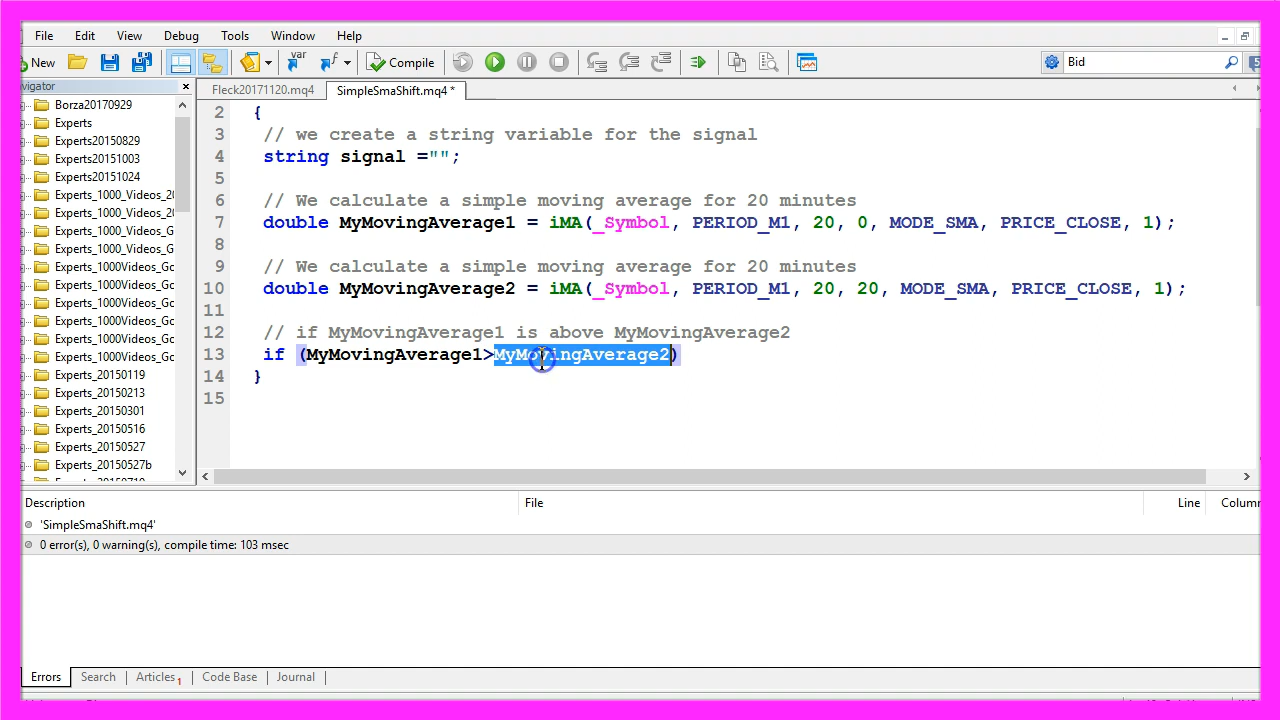 File Edit View Debug Tools Window Help
New Compile Bid
vigator
Fleck20171120.mq4 SimpleSmaShift.mq4 *
Borza20170929
Experts
Experts20150829
Experts20151003
Experts20151024
Experts_1000_Videos_20
Experts_1000_Videos_20
Experts_1000_Videos_G
Experts_1000_Videos_G
Experts_1000Videos_Gc
Experts_1000Videos_Gc
Experts_1000Videos_Gc
Experts_1000Videos_Gc
Experts_1000Videos_Gc
Experts_1000Videos_Gc
Experts_20150119
Experts_20150213
Experts_20150301
Experts_20150516
Experts_20150527
Experts_20150527b
2 {
3 // we create a string variable for the signal
4 string signal ="";
5
6 // We calculate a simple moving average for 20 minutes
7 double MyMovingAverage1 = iMA(_Symbol, PERIOD_M1, 20, 0, MODE_SMA, PRICE_CLOSE, 1);
8
9 // We calculate a simple moving average for 20 minutes
10 double MyMovingAverage2 = iMA(_Symbol, PERIOD_M1, 20, 20, MODE_SMA, PRICE_CLOSE, 1);
11
12 // if MyMovingAverage1 is above MyMovingAverage2
13 if (MyMovingAverage1>MyMovingAverage2)
14 }
15
Description File Line Column
'SimpleSmaShift.mq4'
0 error(s), 0 warning(s), compile time: 103 msec
Errors Search Articles 1 Code Base Journal